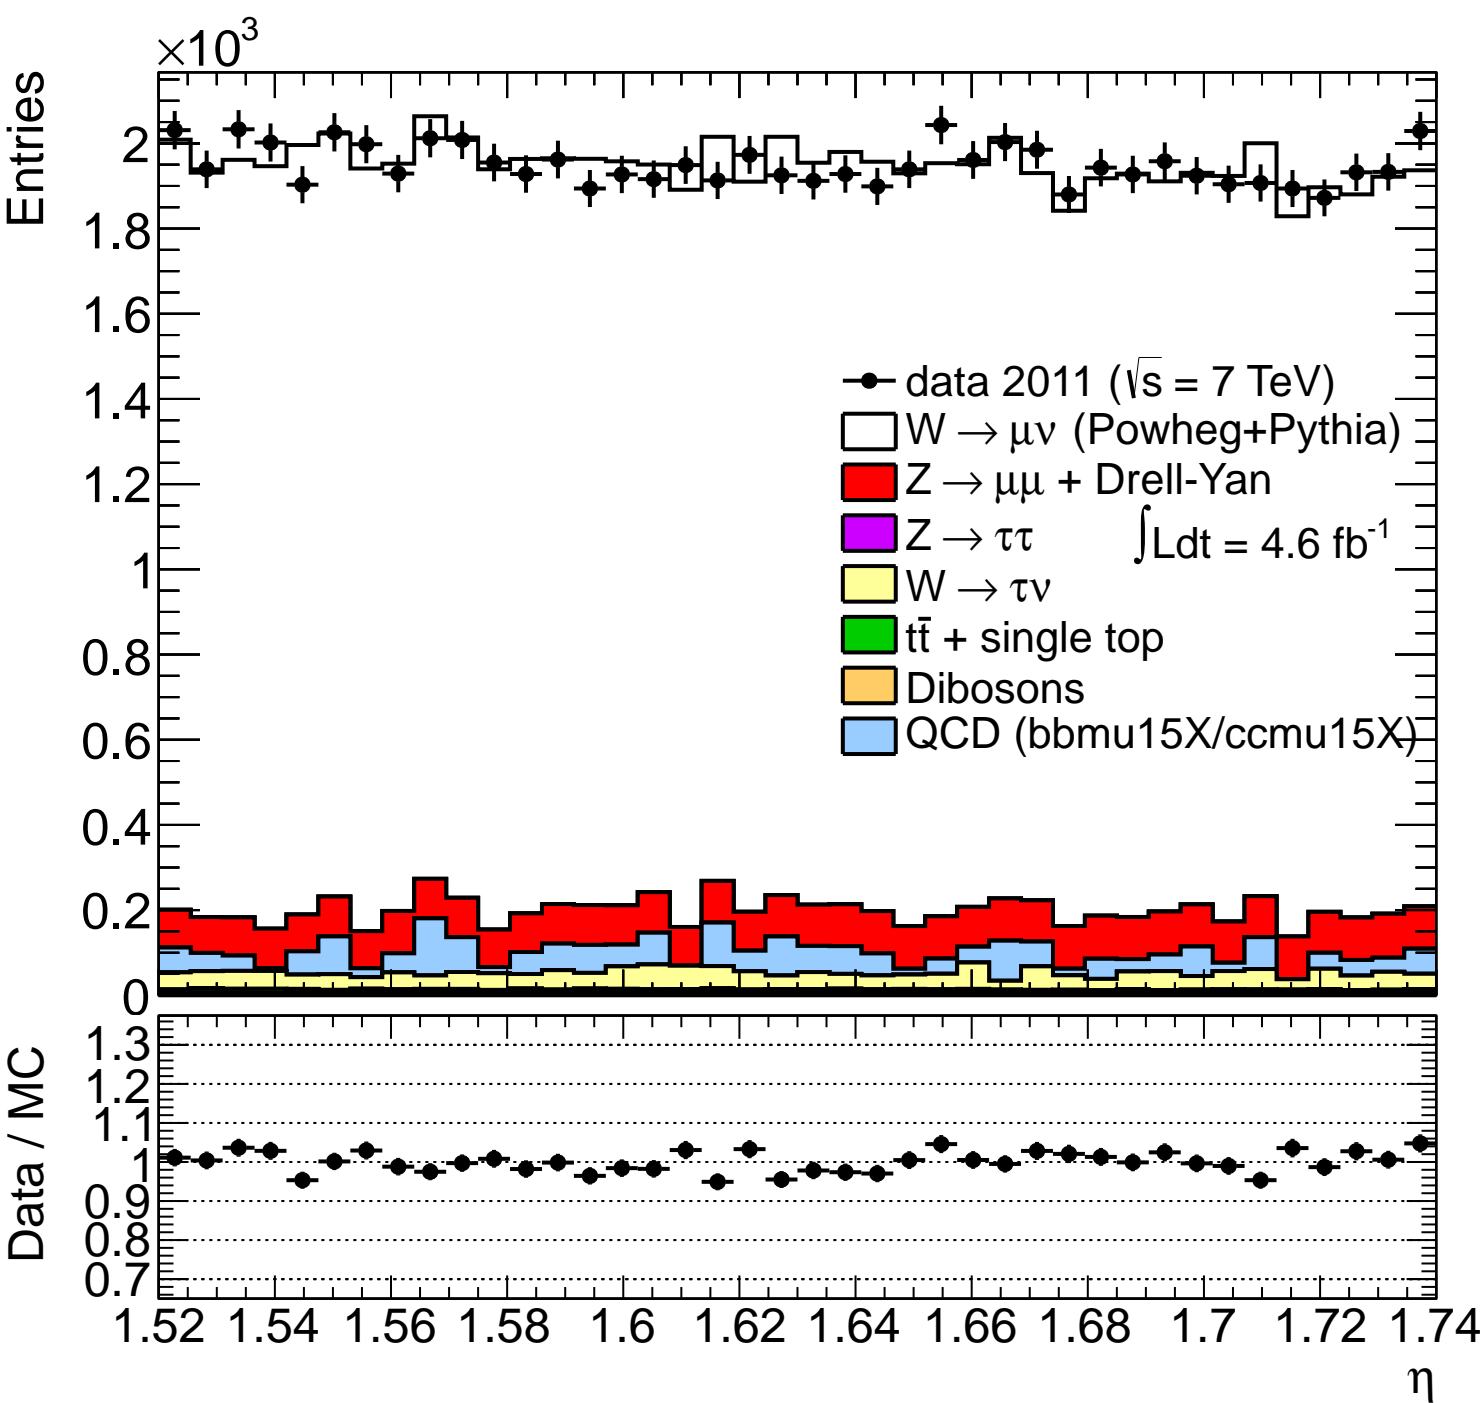 ×10³
Entries
2
1.8
1.6
1.4
1.2
1
0.8
0.6
0.4
0.2
0
data 2011 (√s = 7 TeV)
W → μν (Powheg+Pythia)
Z → μμ + Drell-Yan
Z → ττ
∫Ldt = 4.6 fb⁻¹
W → τν
tt̄ + single top
Dibosons
QCD (bbmu15X/ccmu15X)
Data / MC
1.3
1.2
1.1
1
0.9
0.8
0.7
1.52 1.54 1.56 1.58 1.6 1.62 1.64 1.66 1.68 1.7 1.72 1.74
η